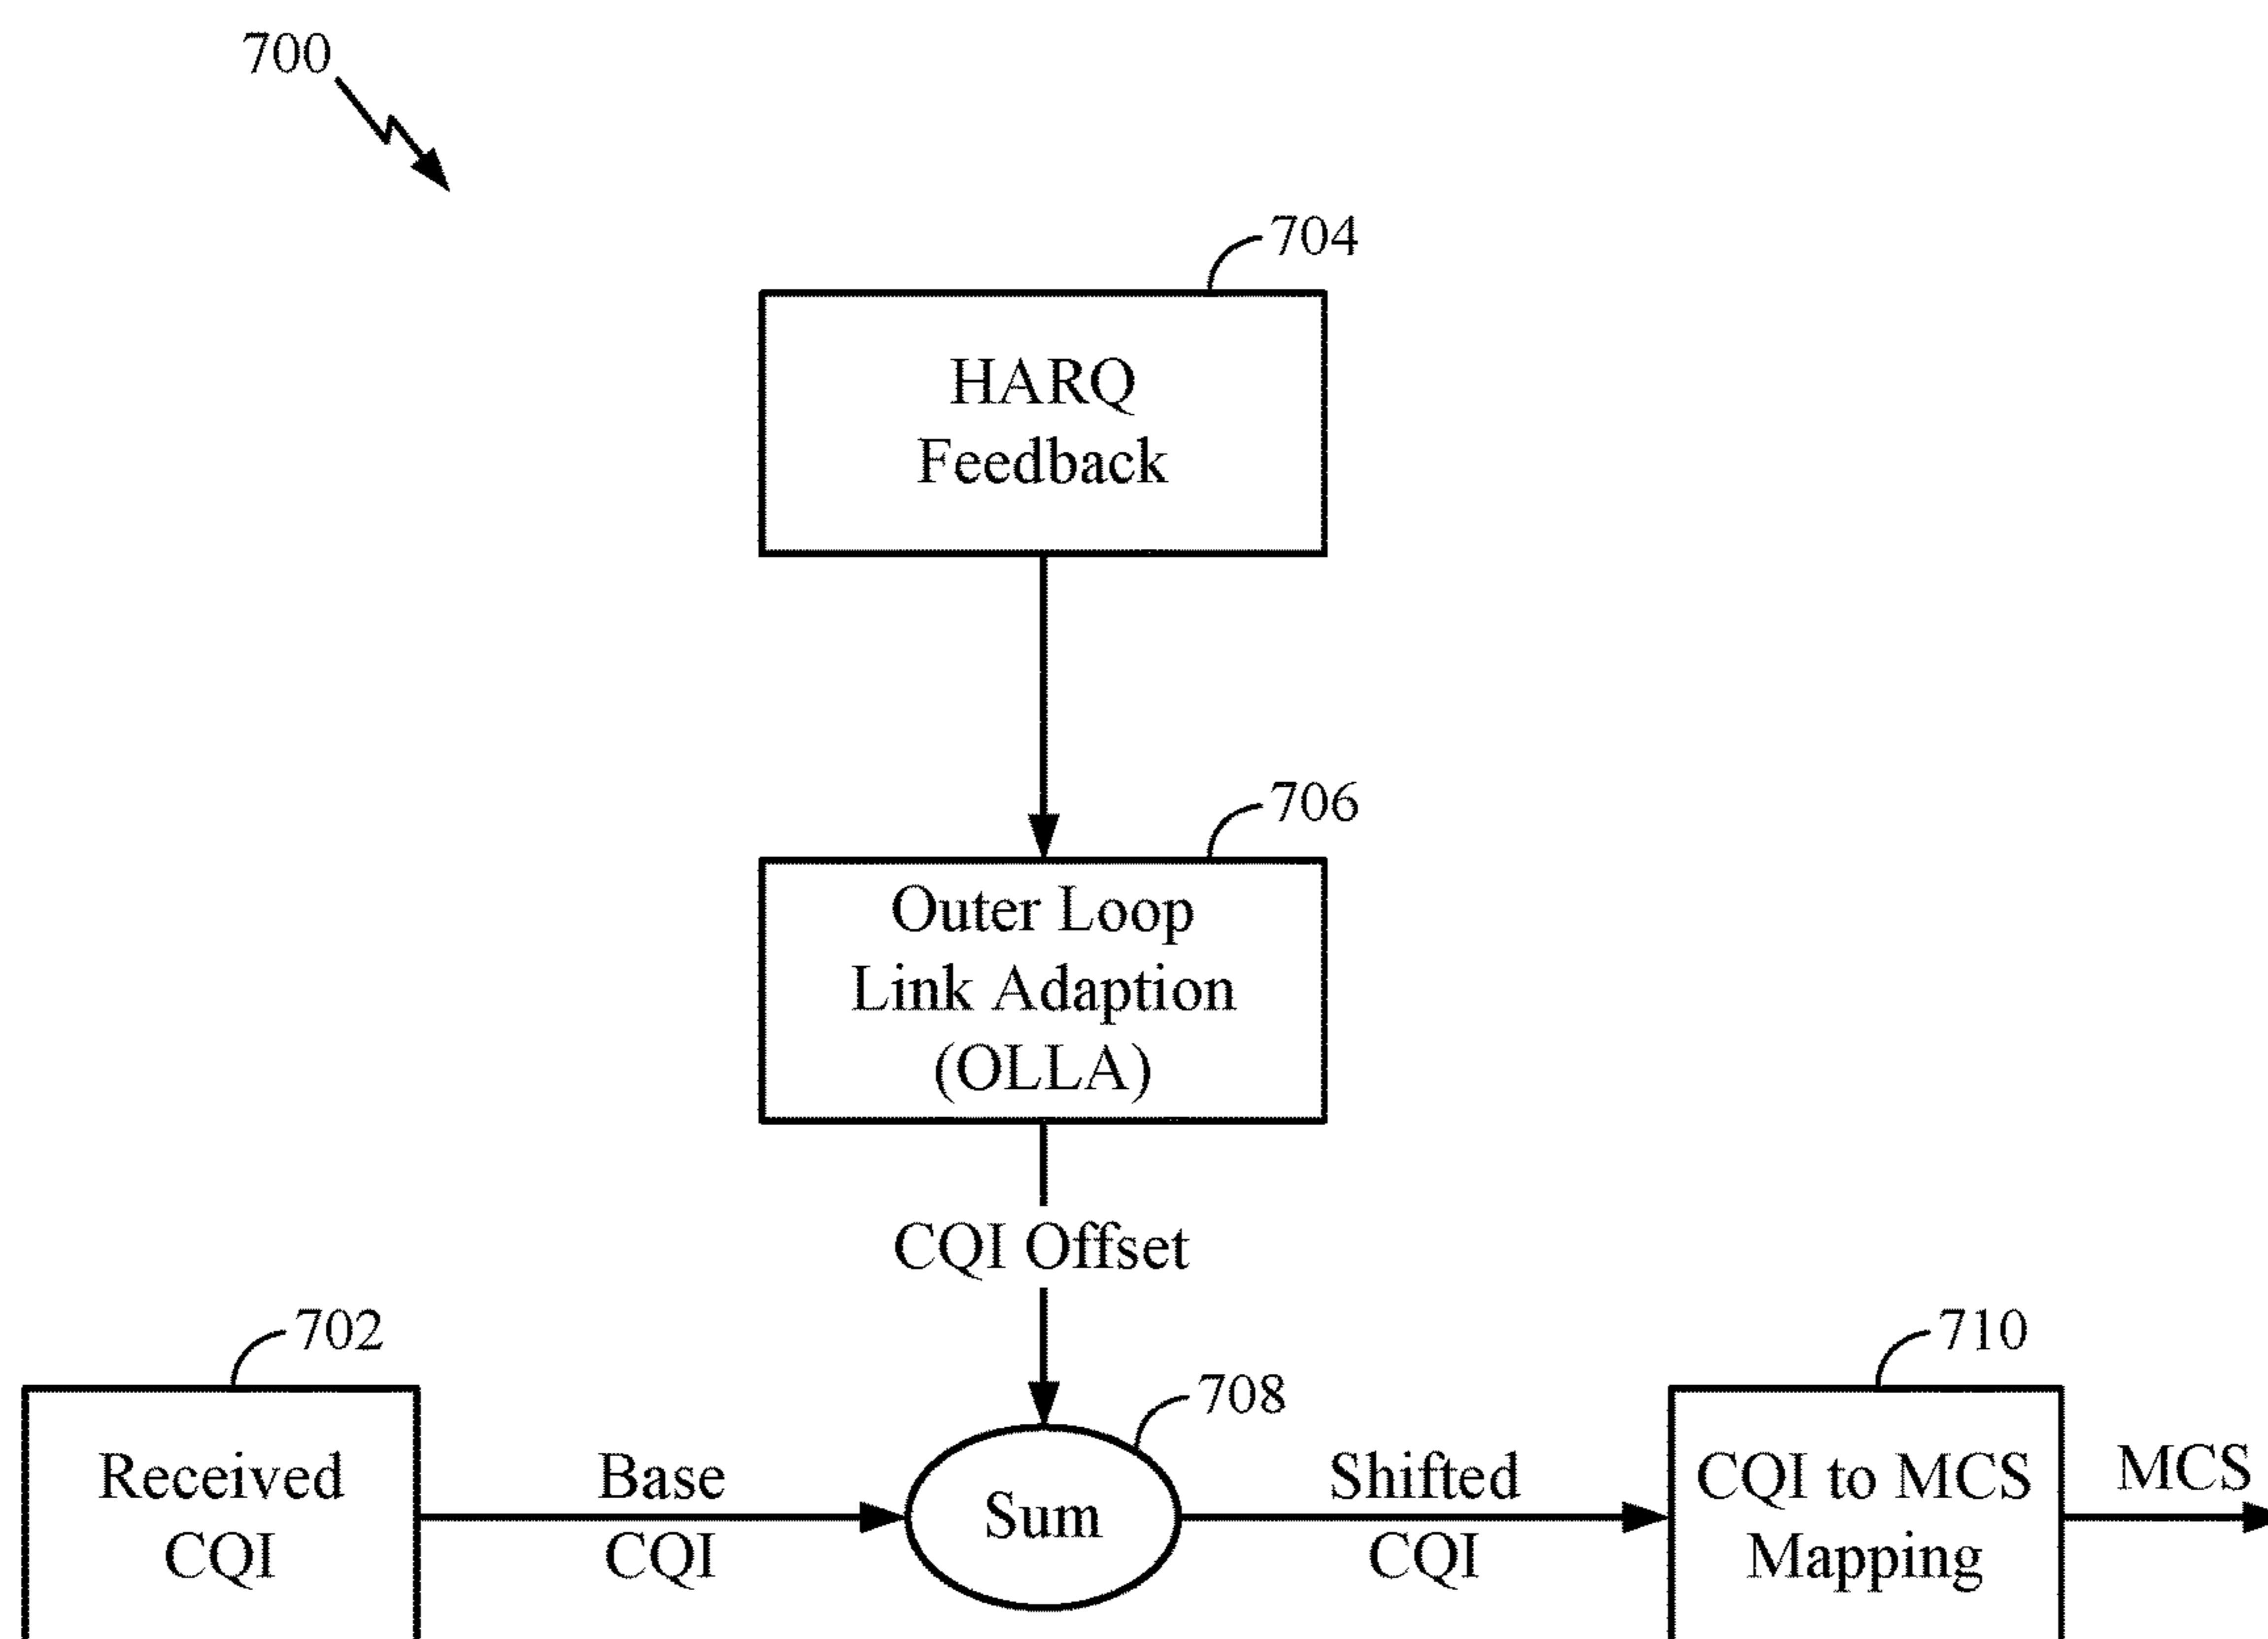 700
704
HARQ
Feedback
706
Outer Loop
Link Adaption
(OLLA)
CQI Offset
702
708
710
Received
CQI
Base
CQI
Sum
Shifted
CQI
CQI to MCS
Mapping
MCS